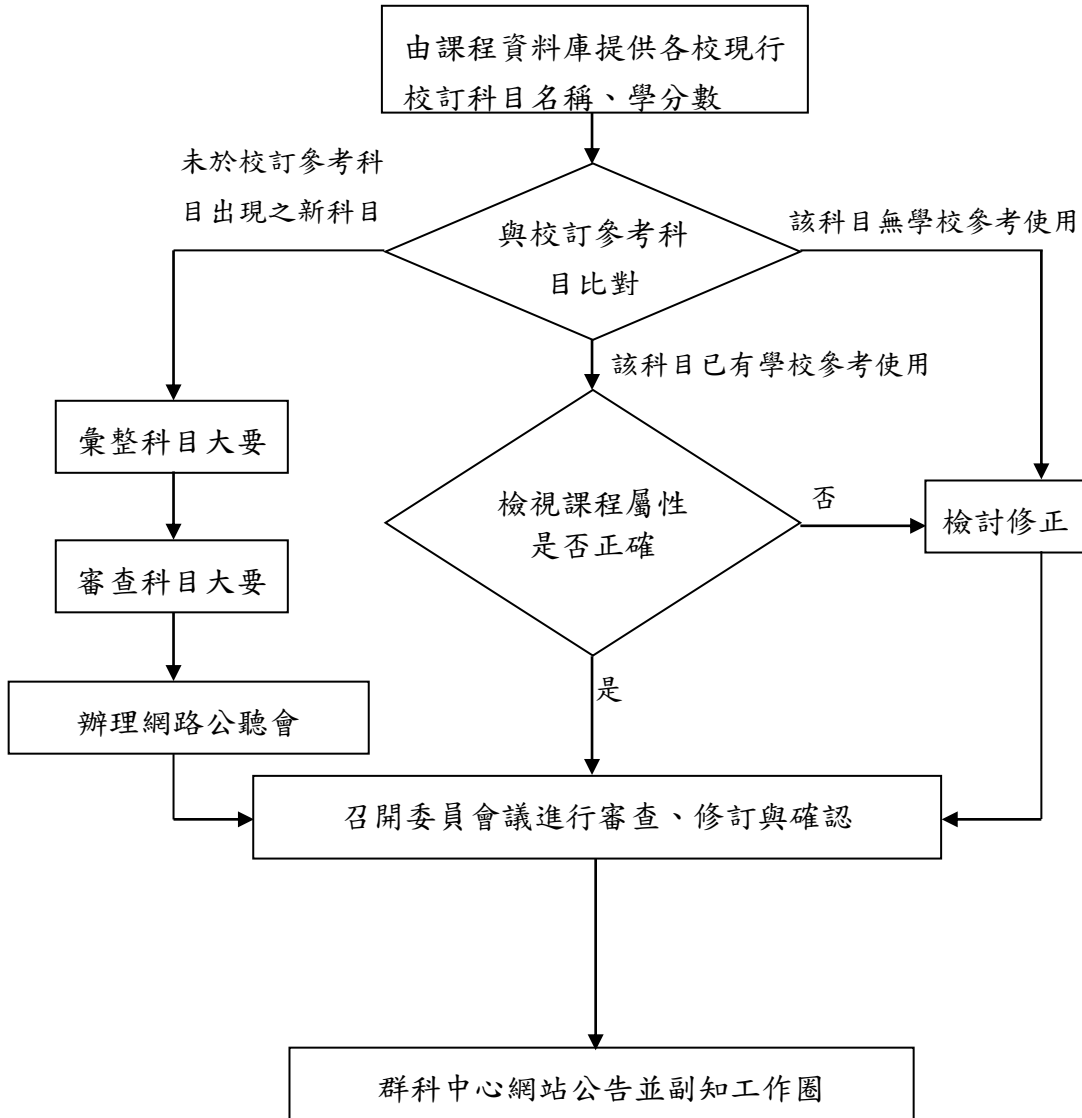 由課程資料庫提供各校現行
校訂科目名稱、學分數
未於校訂參考科
目出現之新科目
與校訂參考科
目比對
該科目無學校參考使用
該科目已有學校參考使用
彙整科目大要
檢視課程屬性
是否正確
否
檢討修正
審查科目大要
是
辦理網路公聽會
召開委員會議進行審查、修訂與確認
群科中心網站公告並副知工作圈